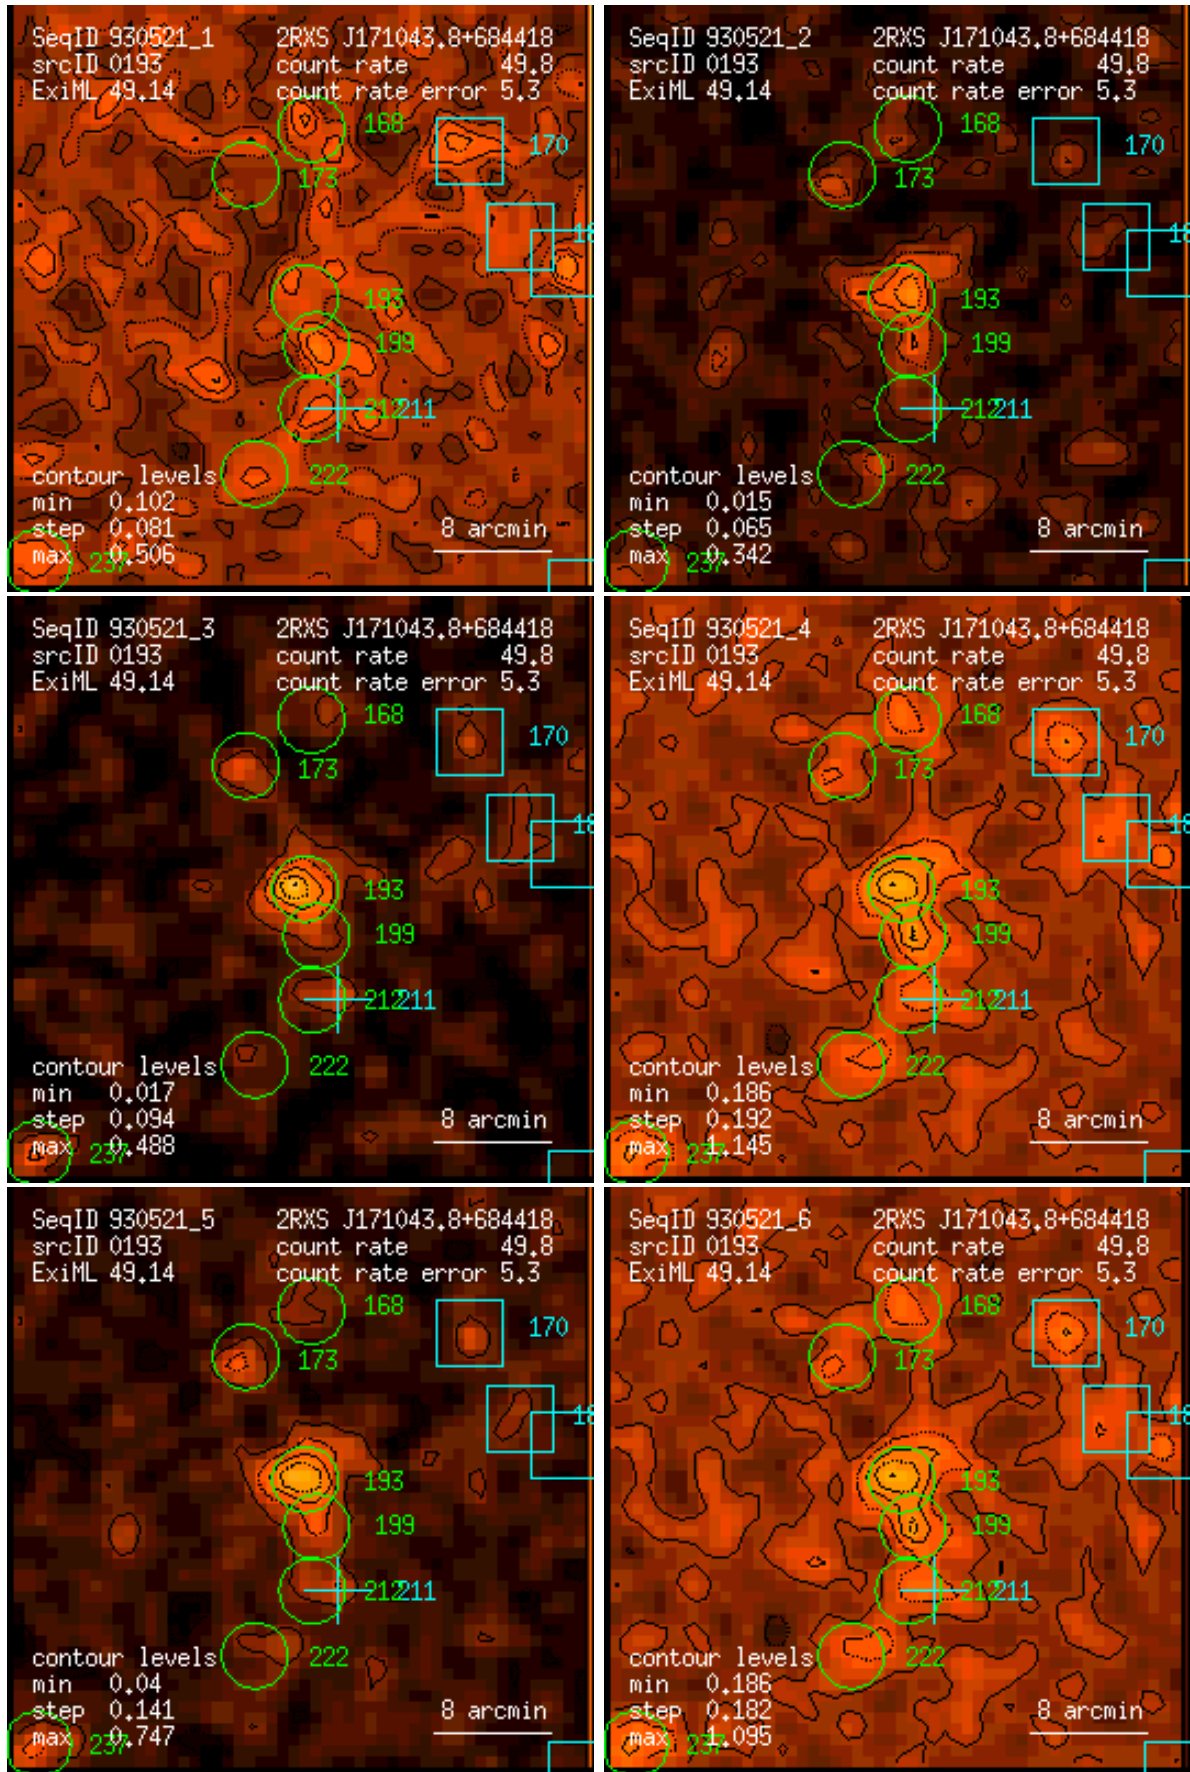 SeqID 930521_1 2RXS J171043.8+684418
srcID 0193 count rate 49.8
ExiML 49.14 count rate error 5.3
168
170
173
18
193
199
212 211
222
contour levels
min 0.102
step 0.081
max 0.506
8 arcmin
237
SeqID 930521_2 2RXS J171043.8+684418
srcID 0193 count rate 49.8
ExiML 49.14 count rate error 5.3
168
170
173
18
193
199
212 211
222
contour levels
min 0.015
step 0.065
max 0.342
8 arcmin
237
SeqID 930521_3 2RXS J171043.8+684418
srcID 0193 count rate 49.8
ExiML 49.14 count rate error 5.3
168
170
173
18
193
199
212 211
222
contour levels
min 0.017
step 0.094
max 0.488
8 arcmin
237
SeqID 930521_4 2RXS J171043.8+684418
srcID 0193 count rate 49.8
ExiML 49.14 count rate error 5.3
168
170
173
18
193
199
212 211
222
contour levels
min 0.186
step 0.192
max 1.145
8 arcmin
237
SeqID 930521_5 2RXS J171043.8+684418
srcID 0193 count rate 49.8
ExiML 49.14 count rate error 5.3
168
170
173
18
193
199
212 211
222
contour levels
min 0.04
step 0.141
max 0.747
8 arcmin
237
SeqID 930521_6 2RXS J171043.8+684418
srcID 0193 count rate 49.8
ExiML 49.14 count rate error 5.3
168
170
173
18
193
199
212 211
222
contour levels
min 0.186
step 0.182
max 1.095
8 arcmin
237